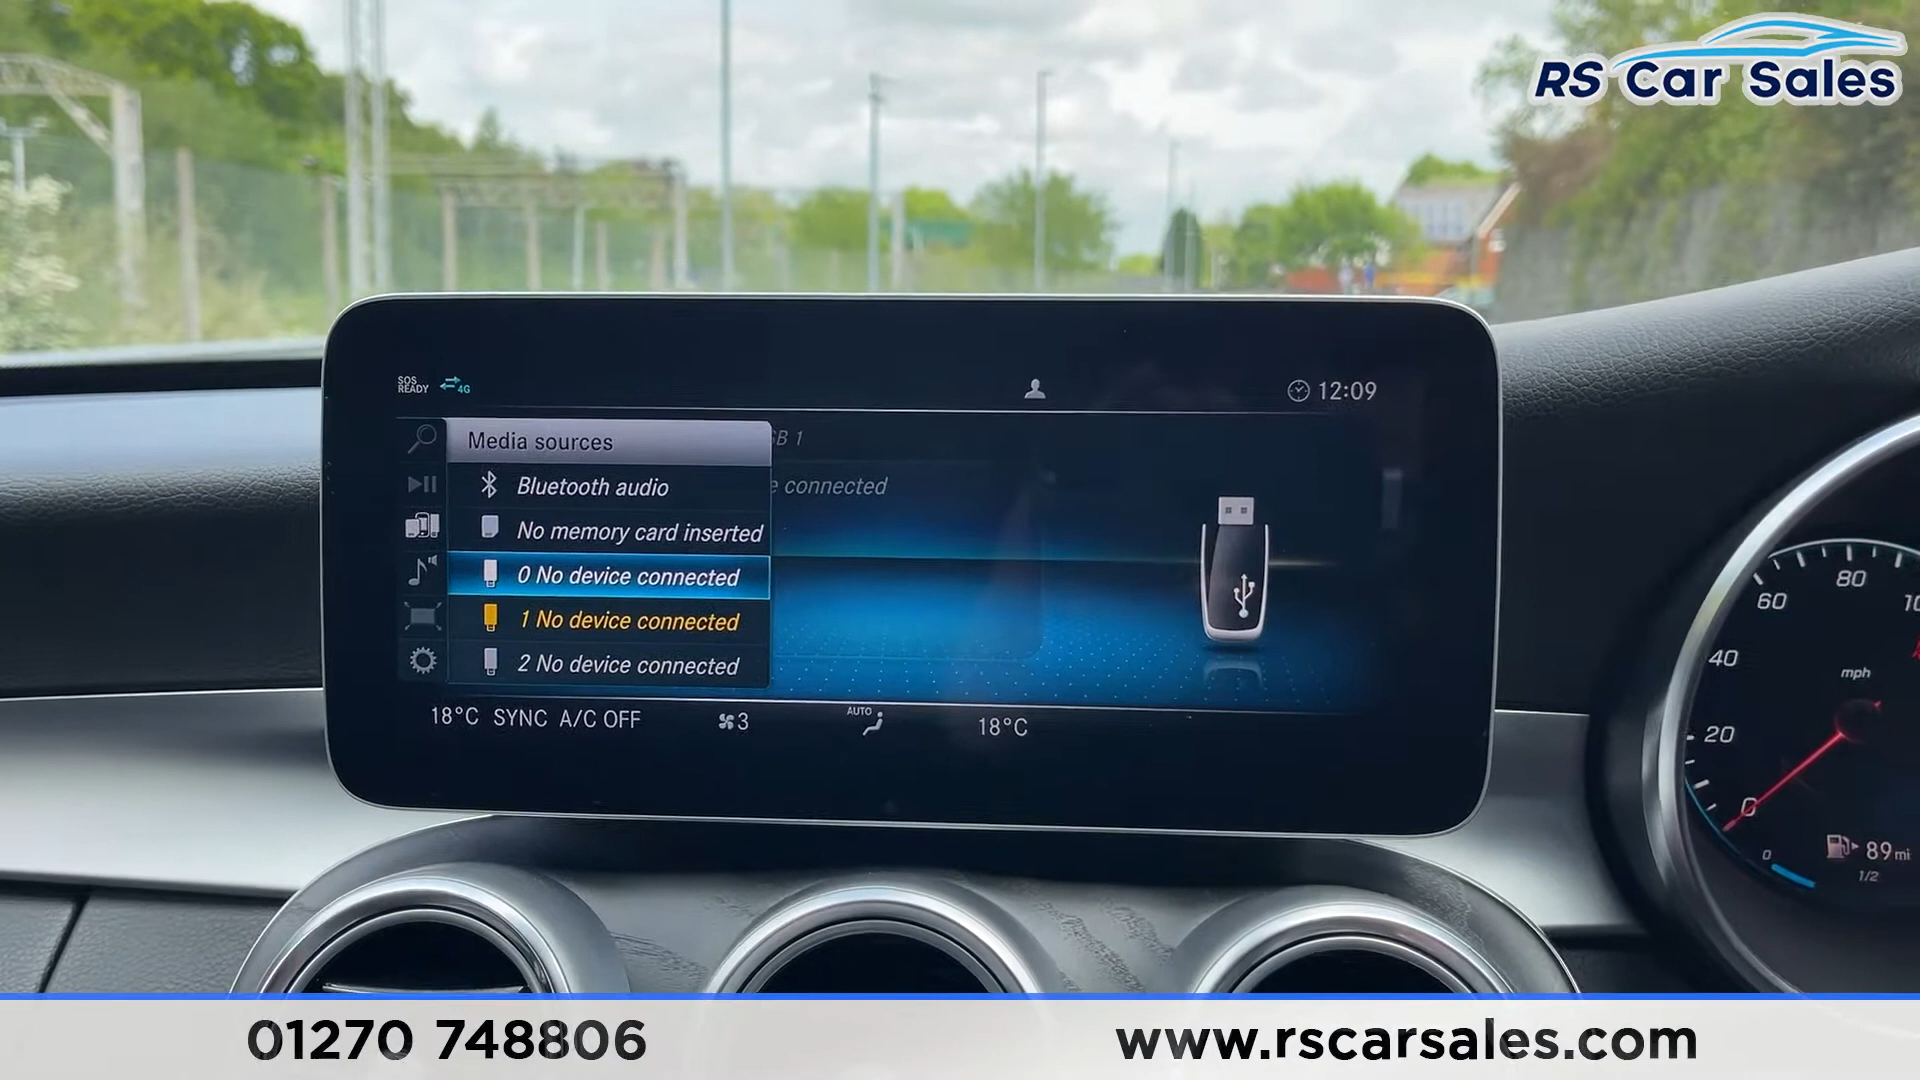 RS Car Sales
SOS READY
4G
12:09
Media sources
B 1
Bluetooth audio
connected
No memory card inserted
0 No device connected
1 No device connected
2 No device connected
18°C SYNC A/C OFF
3
AUTO
18°C
80
60
40
mph
20
0
89 mi
0
1/2
01270 748806
www.rscarsales.com